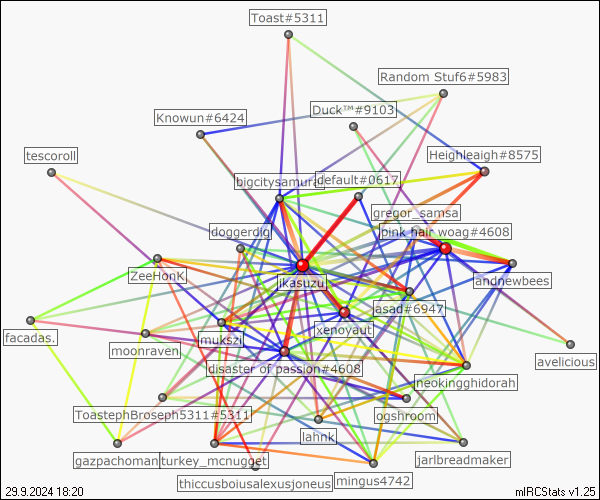 Toast#5311
Random Stuf6#5983
Duck™#9103
Knowun#6424
Heighleaigh#8575
tescoroll
default#0617
bigcitysamurai
gregor_samsa
doggerdig
pink hair woag#4608
ZeeHonK
jkasuzu
andnewbees
asad#6947
facadas.
mukszi
xenoyaut
moonraven
avelicious
disaster of passion#4608
neokingghidorah
ToastephBroseph5311#5311
ogshroom
lahnk
gazpachoman
turkey_mcnugget
jarlbreadmaker
thiccusboiusalexusjoneus
mingus4742
29.9.2024 18:20
mIRCStats v1.25